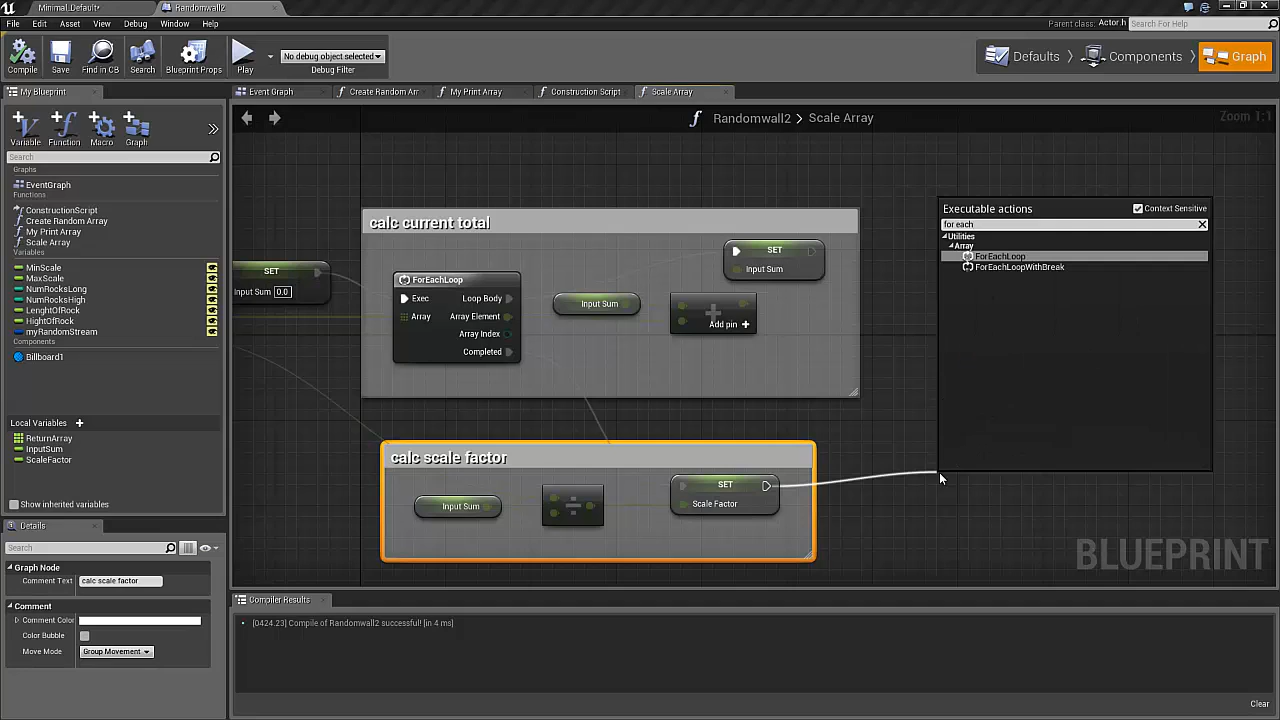 Minimal_Default*
Randomwall2
File Edit Asset View Debug Window Help
Parent class: Actor.h
Search For Help
Compile
Save
Find in CB
Search
Blueprint Props
Play
No debug object selected
Debug Filter
Defaults
Components
Graph
My Blueprint
Event Graph
Create Random Arr
My Print Array
Construction Script
Scale Array
Variable
Function
Macro
Graph
Randomwall2 > Scale Array
Zoom 1:1
Search
Graphs
EventGraph
Functions
ConstructionScript
Create Random Array
My Print Array
Scale Array
Variables
MinScale
MaxScale
NumRocksLong
NumRocksHigh
LenghtOfRock
HightOfRock
myRandomStream
Components
Billboard1
Local Variables
ReturnArray
InputSum
ScaleFactor
Show inherited variables
SET
Input Sum 0.0
calc current total
ForEachLoop
Exec
Loop Body
Array
Array Element
Array Index
Completed
Input Sum
Add pin +
SET
Input Sum
calc scale factor
Input Sum
SET
Scale Factor
Executable actions
Context Sensitive
for each
Utilities
Array
ForEachLoop
ForEachLoopWithBreak
BLUEPRINT
Details
Search
Graph Node
Comment Text calc scale factor
Comment
Comment Color
Color Bubble
Move Mode Group Movement
Compiler Results
[0424.23] Compile of Randomwall2 successful! [in 4 ms]
Clear